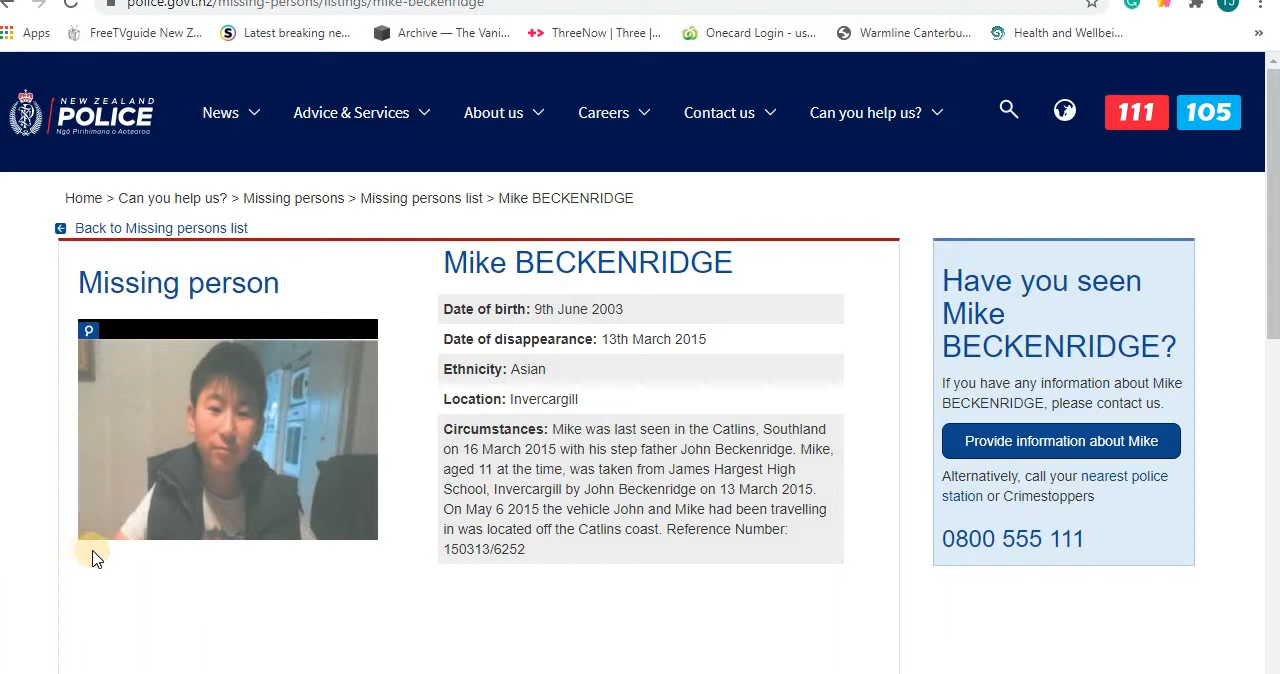 police.govt.nz/missing-persons/listings/mike-beckenridge
TJ
Apps
FreeTVguide New Z...
S
Latest breaking ne...
Archive — The Vani...
ThreeNow | Three |...
Onecard Login - us...
Warmline Canterbu...
Health and Wellbei...
»
NEW ZEALAND
POLICE
Ngā Pirihimana o Aotearoa
News
Advice & Services
About us
Careers
Contact us
Can you help us?
111
105
Home > Can you help us? > Missing persons > Missing persons list > Mike BECKENRIDGE
Back to Missing persons list
Missing person
Mike BECKENRIDGE
Date of birth: 9th June 2003
Date of disappearance: 13th March 2015
Ethnicity: Asian
Location: Invercargill
Circumstances: Mike was last seen in the Catlins, Southland
on 16 March 2015 with his step father John Beckenridge. Mike,
aged 11 at the time, was taken from James Hargest High
School, Invercargill by John Beckenridge on 13 March 2015.
On May 6 2015 the vehicle John and Mike had been travelling
in was located off the Catlins coast. Reference Number:
150313/6252
Have you seen
Mike
BECKENRIDGE?
If you have any information about Mike
BECKENRIDGE, please contact us.
Provide information about Mike
Alternatively, call your nearest police
station or Crimestoppers
0800 555 111